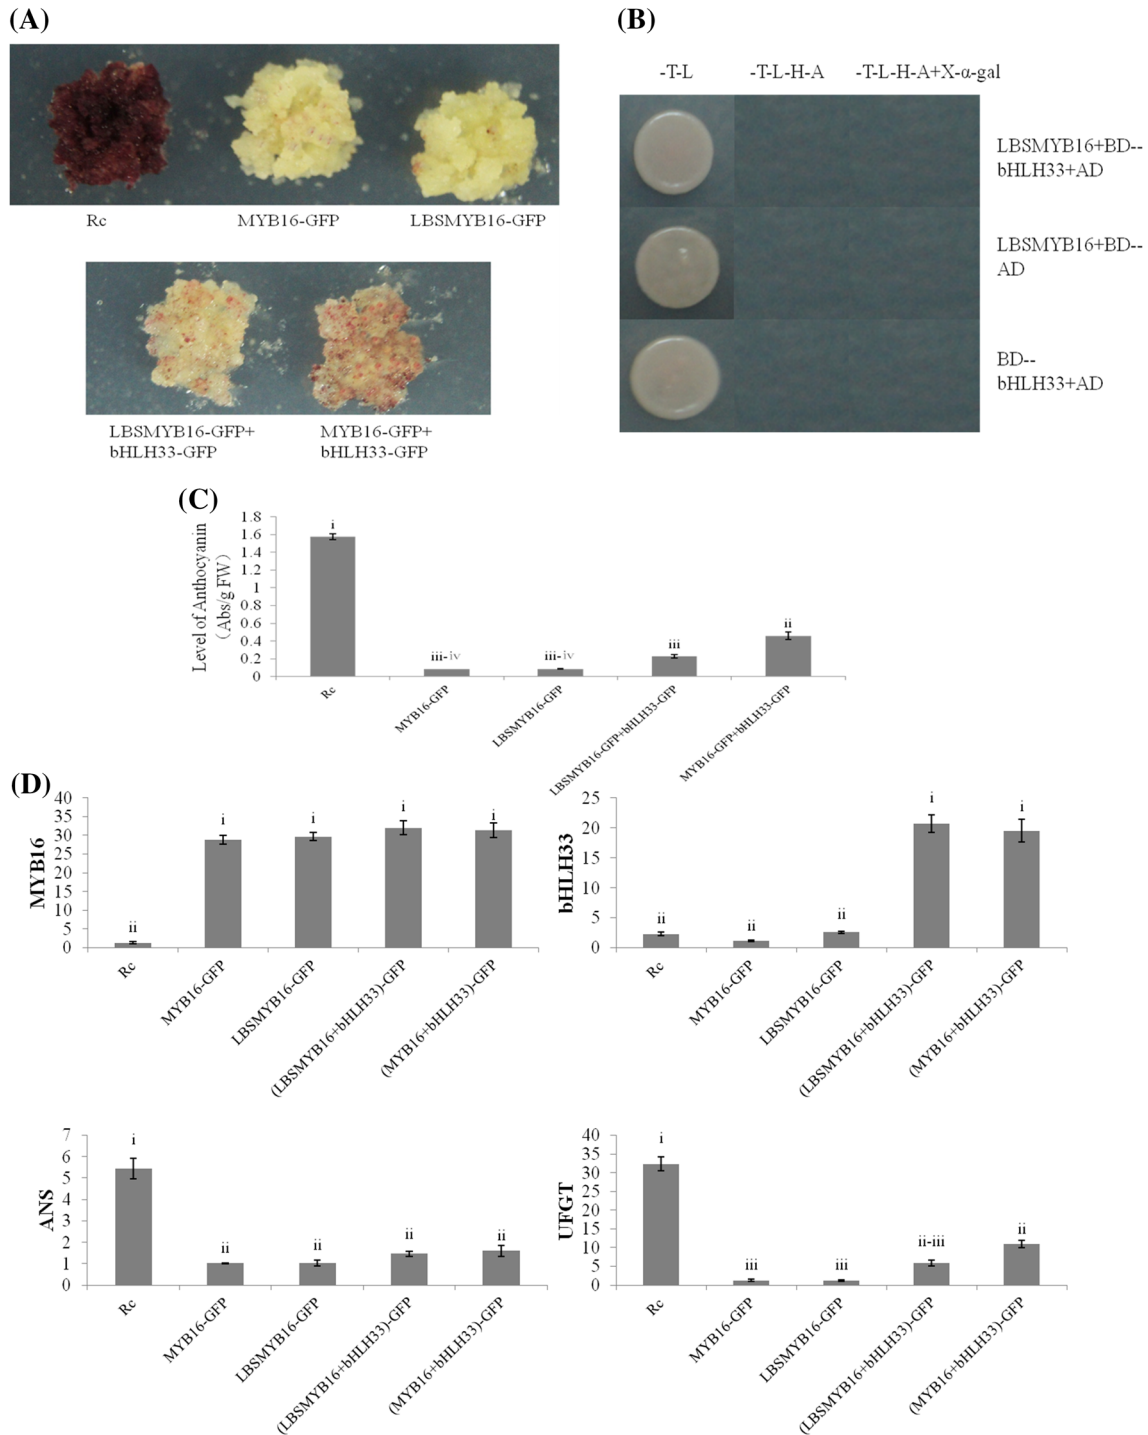 (A)
Rc
MYB16-GFP
LBSMYB16-GFP
LBSMYB16-GFP+
bHLH33-GFP
MYB16-GFP+
bHLH33-GFP
(B)
-T-L
-T-L-H-A
-T-L-H-A+X-α-gal
LBSMYB16+BD--
bHLH33+AD
LBSMYB16+BD--
AD
BD--
bHLH33+AD
(C)
Level of Anthocyanin
(Abs/g FW)
1.8
1.6
1.4
1.2
1
0.8
0.6
0.4
0.2
0
i
iii-iv
iii-iv
iii
ii
Rc
MYB16-GFP
LBSMYB16-GFP
LBSMYB16-GFP+bHLH33-GFP
MYB16-GFP+bHLH33-GFP
(D)
MYB16
40
35
30
25
20
15
10
5
0
ii
i
i
i
i
Rc
MYB16-GFP
LBSMYB16-GFP
(LBSMYB16+bHLH33)-GFP
(MYB16+bHLH33)-GFP
bHLH33
25
20
15
10
5
0
ii
ii
ii
i
i
Rc
MYB16-GFP
LBSMYB16-GFP
(LBSMYB16+bHLH33)-GFP
(MYB16+bHLH33)-GFP
ANS
7
6
5
4
3
2
1
0
i
ii
ii
ii
ii
Rc
MYB16-GFP
LBSMYB16-GFP
(LBSMYB16+bHLH33)-GFP
(MYB16+bHLH33)-GFP
UFGT
40
35
30
25
20
15
10
5
0
i
iii
iii
ii-iii
ii
Rc
MYB16-GFP
LBSMYB16-GFP
(LBSMYB16+bHLH33)-GFP
(MYB16+bHLH33)-GFP